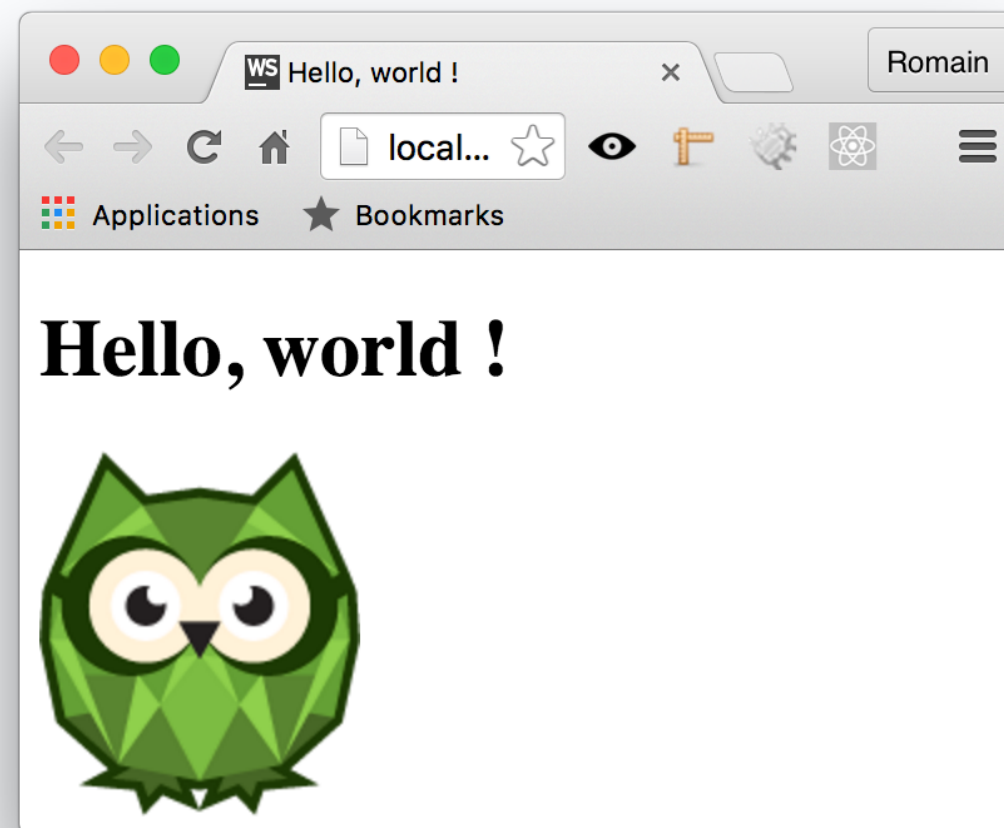 WS Hello, world !
Romain
local...
Applications
Bookmarks
Hello, world !